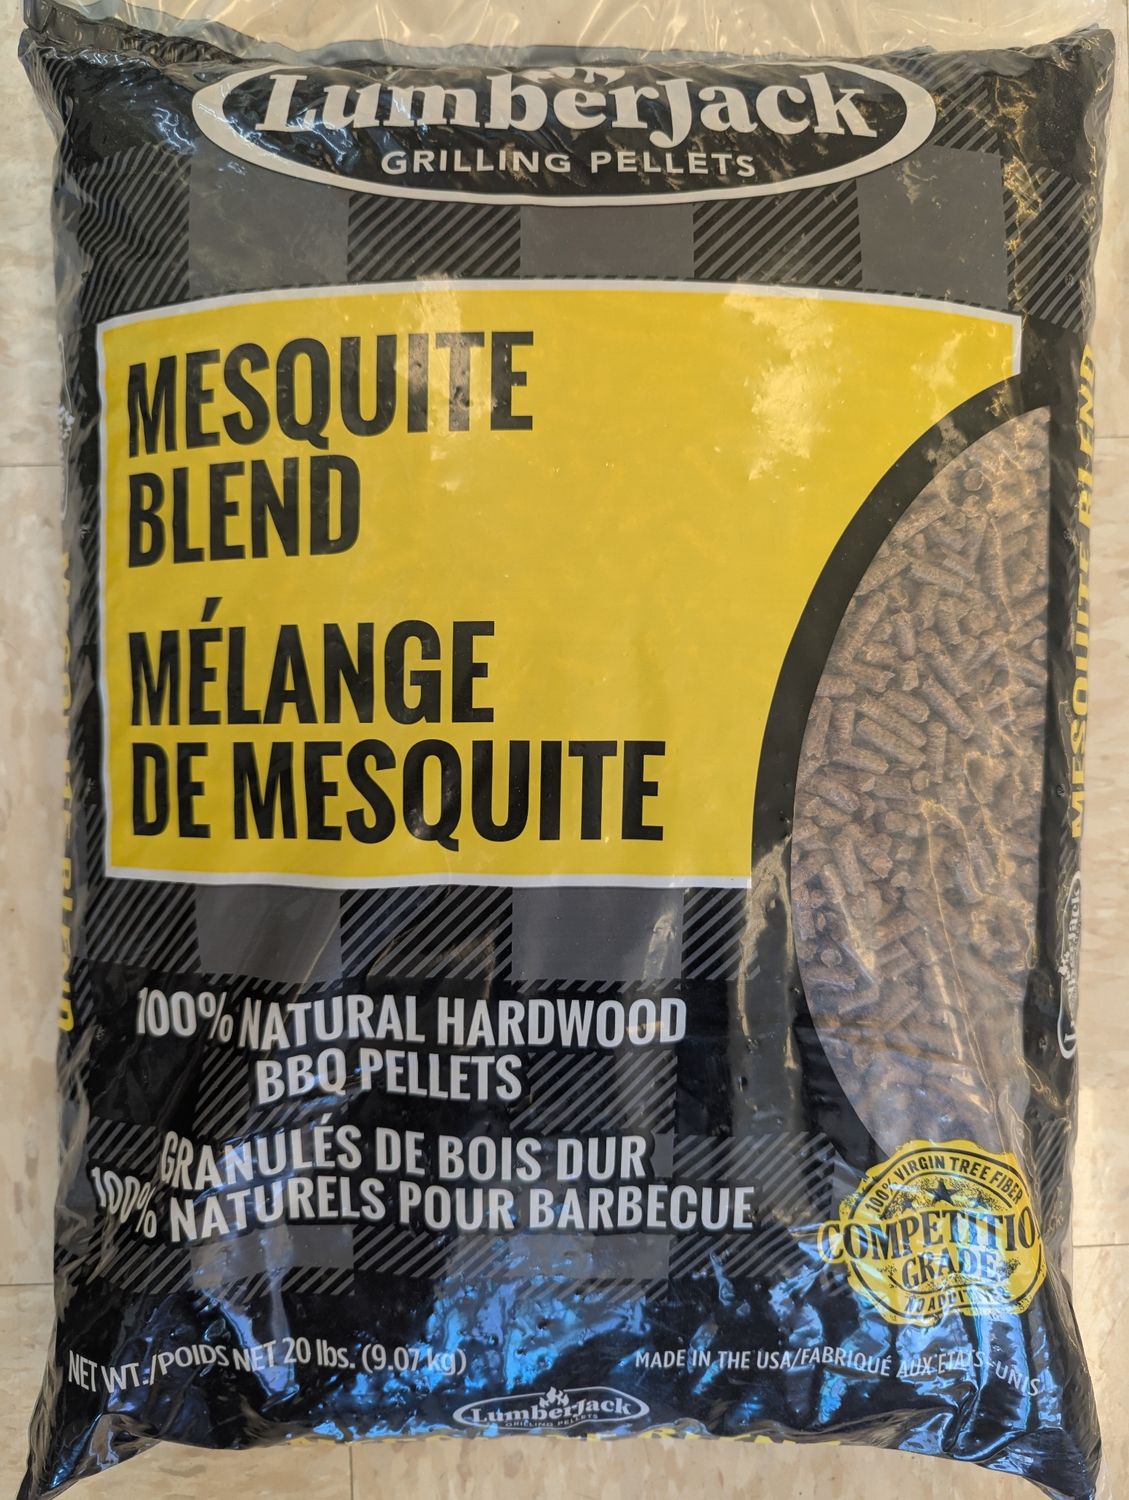 LumberJack
GRILLING PELLETS
MESQUITE
BLEND
MÉLANGE
DE MESQUITE
100% NATURAL HARDWOOD
BBQ PELLETS
GRANULÉS DE BOIS DUR
100% NATURELS POUR BARBECUE
100% VIRGIN TREE FIBER
GRADE
NET WT./POIDS NET 20 lbs. (9.07 kg)
MADE IN THE USA/FABRIQUÉ AUX ÉTATS-UNIS
LumberJack
GRILLING PELLETS
MESQUITE BLEND
LumberJack